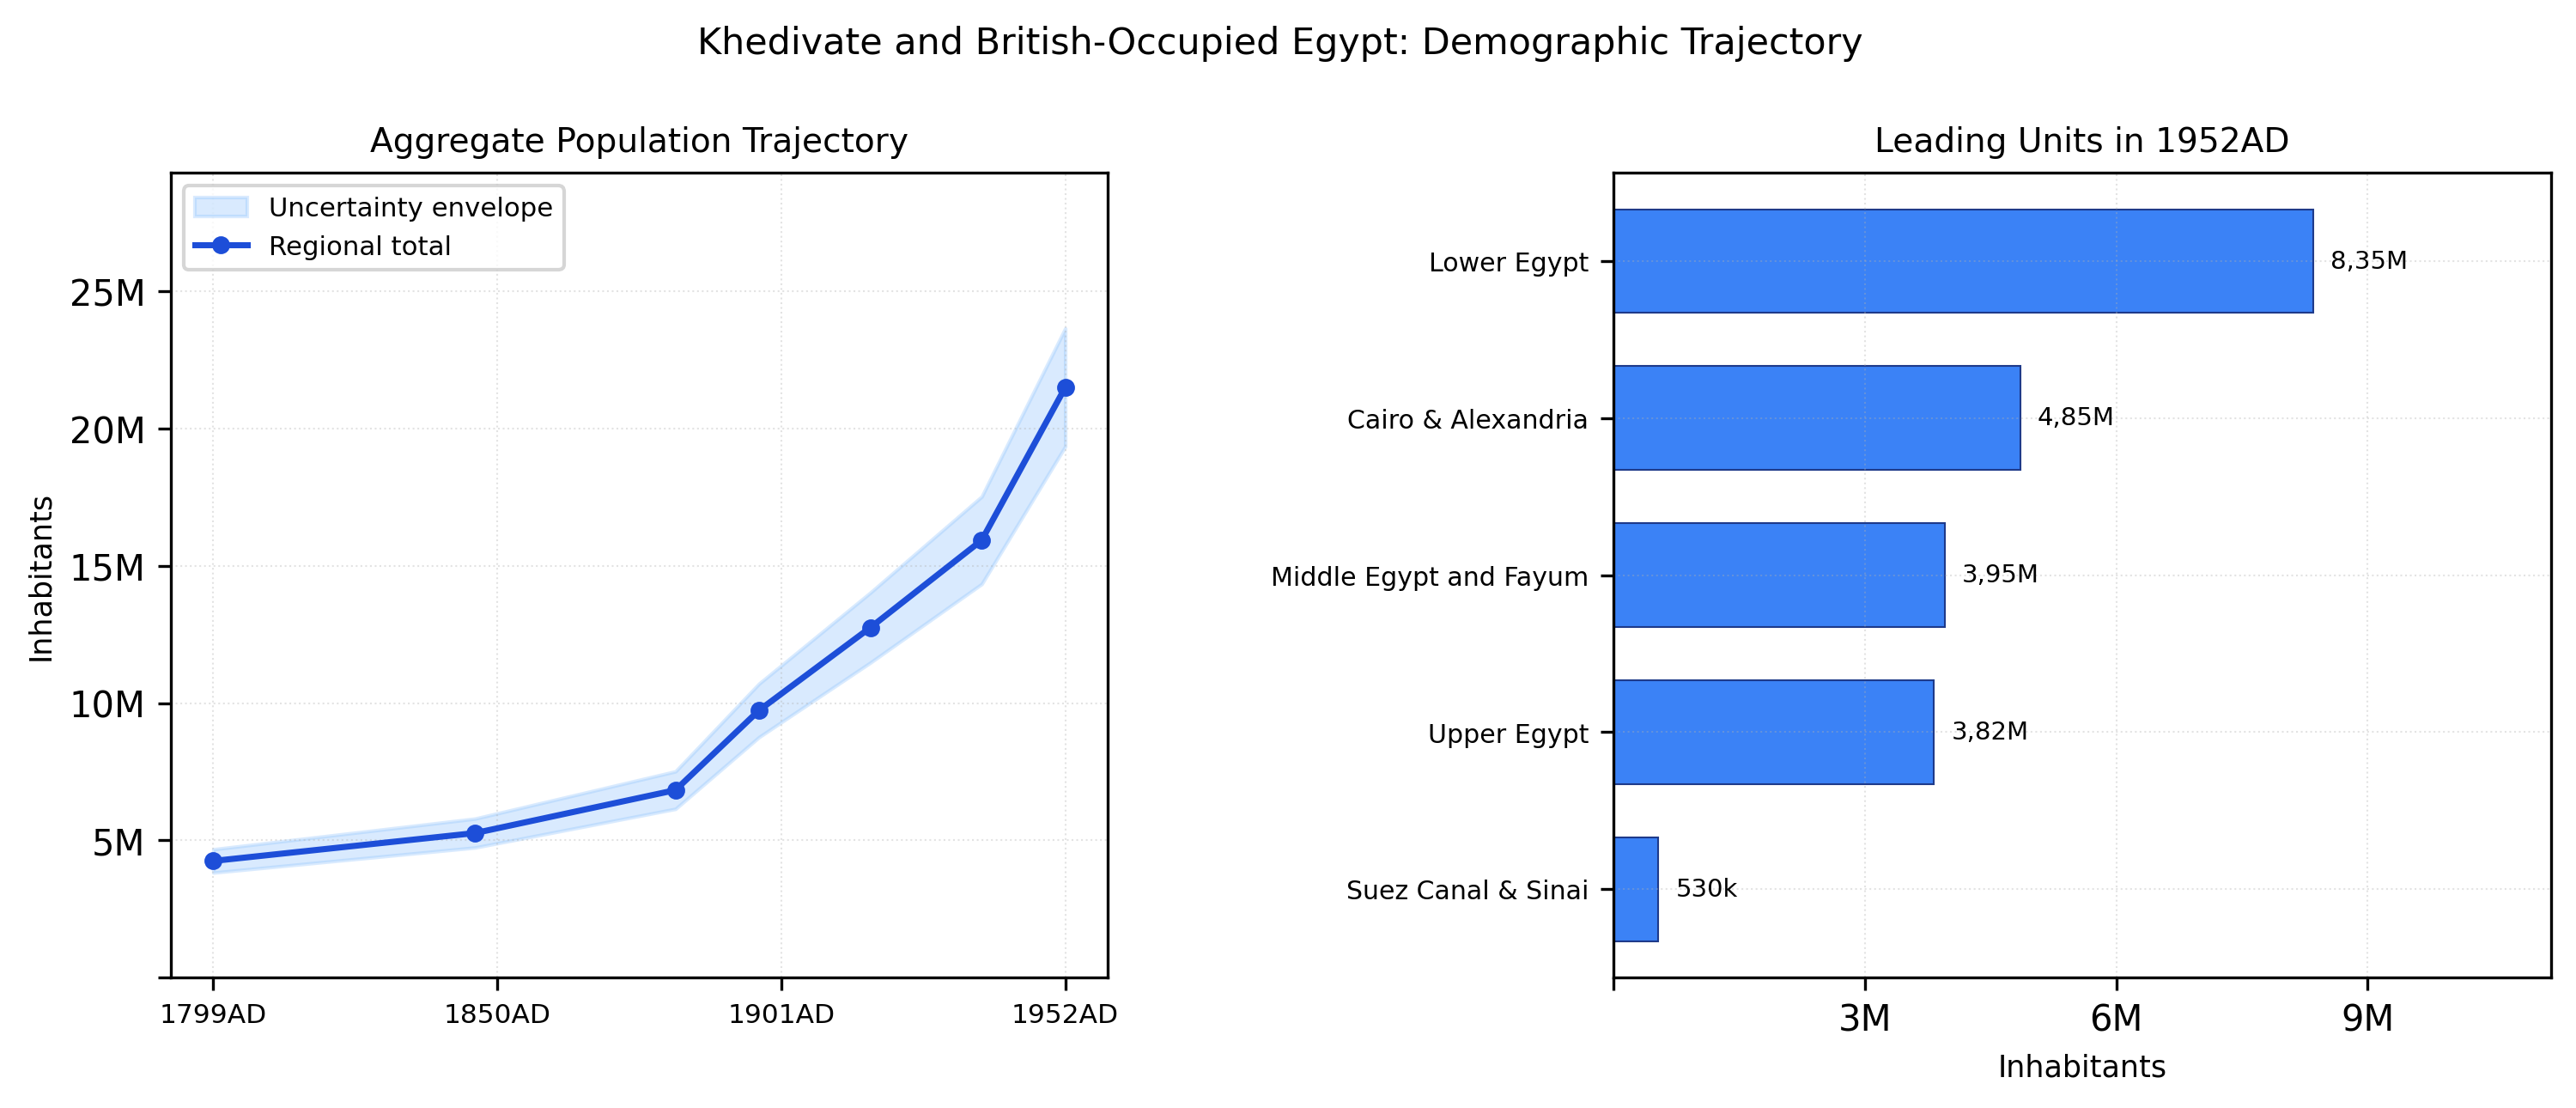 Khedivate and British-Occupied Egypt: Demographic Trajectory
Aggregate Population Trajectory
Uncertainty envelope
Regional total
Inhabitants
25M
20M
15M
10M
5M
1799AD
1850AD
1901AD
1952AD
Leading Units in 1952AD
Lower Egypt
8,35M
Cairo & Alexandria
4,85M
Middle Egypt and Fayum
3,95M
Upper Egypt
3,82M
Suez Canal & Sinai
530k
3M
6M
9M
Inhabitants